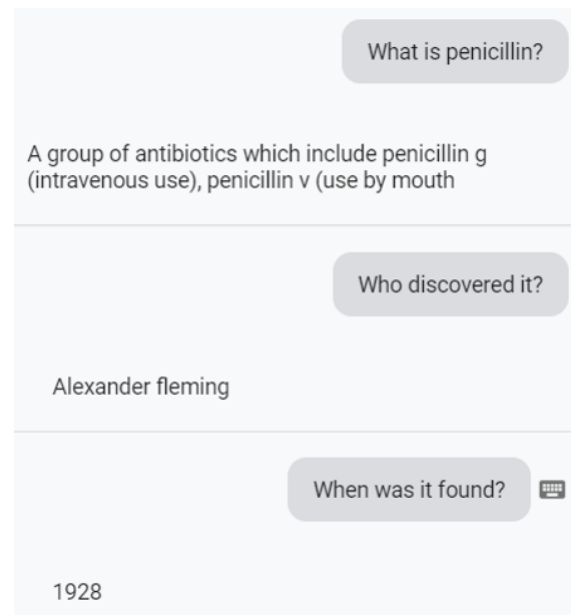 What is penicillin?
A group of antibiotics which include penicillin g
(intravenous use), penicillin v (use by mouth
Who discovered it?
Alexander fleming
When was it found?
1928